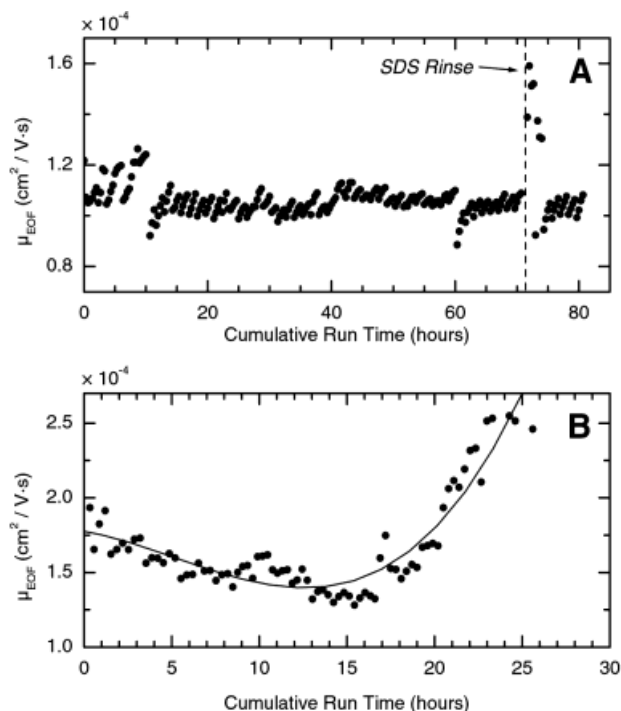 × 10⁻⁴
1.6
SDS Rinse
A
1.2
0.8
μEOF (cm² / V·s)
0 20 40 60 80
Cumulative Run Time (hours)
× 10⁻⁴
2.5
B
2.0
1.5
1.0
μEOF (cm² / V·s)
0 5 10 15 20 25 30
Cumulative Run Time (hours)